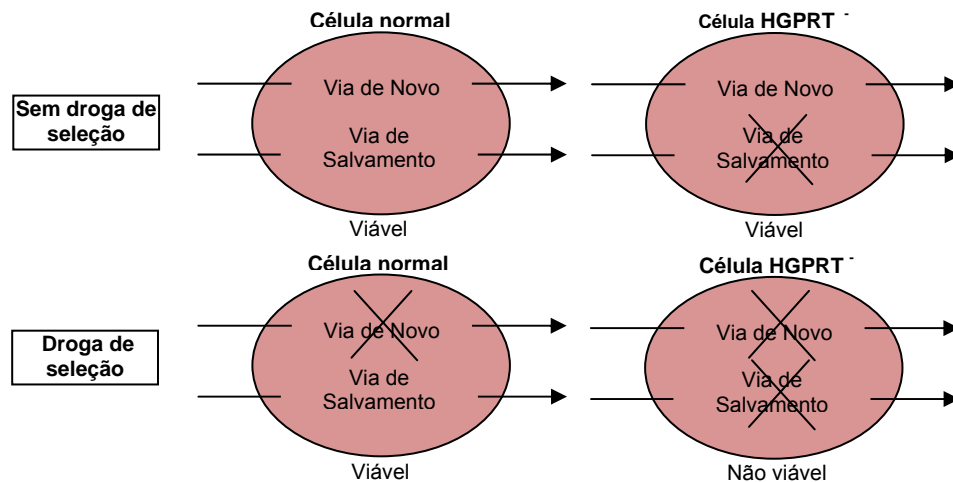 Célula normal
Célula HGPRT -
Sem droga de
seleção
Via de Novo
Via de
Salvamento
Via de Novo
Via de
Salvamento
Viável
Viável
Célula normal
Célula HGPRT -
Droga de
seleção
Via de Novo
Via de
Salvamento
Via de Novo
Via de
Salvamento
Viável
Não viável